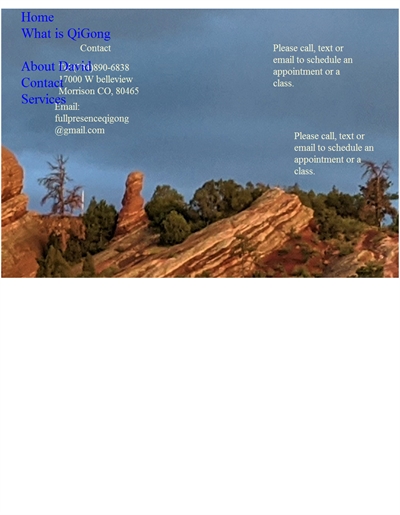 Home
What is QiGong
Contact
Please call, text or
email to schedule an
appointment or a
class.
About David
890-6838
Contact
17000 W belleview
Services
Morrison CO, 80465
Email:
fullpresenceqigong
@gmail.com
Please call, text or
email to schedule an
appointment or a
class.